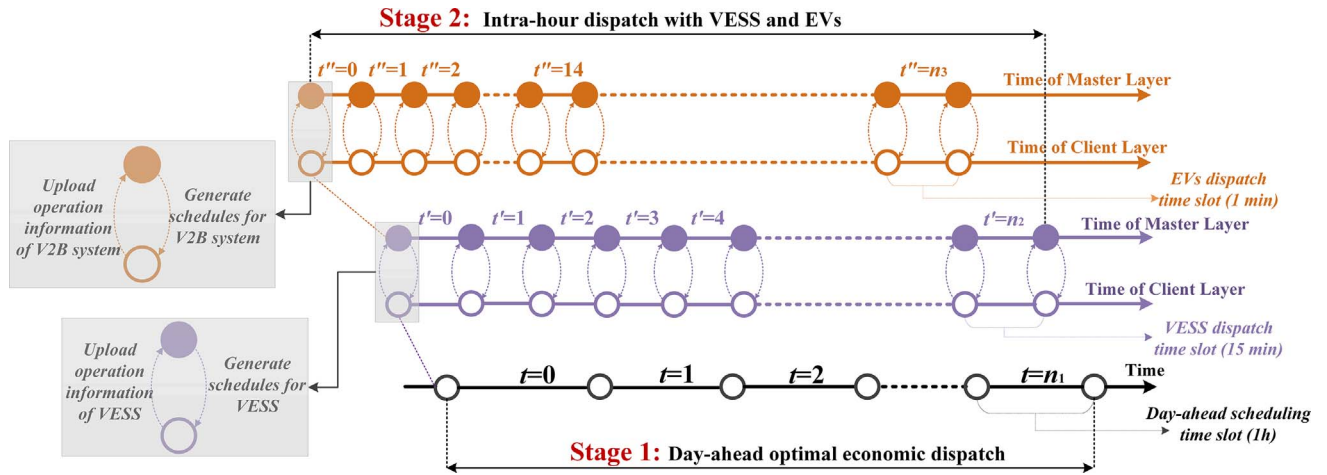 Stage 2: Intra-hour dispatch with VESS and EVs
t''=0 t''=1 t''=2 t''=14 t''=n3
Time of Master Layer
Time of Client Layer
EVs dispatch
time slot (1 min)
Upload
operation
information
of V2B system
Generate
schedules for
V2B system
t'=0 t'=1 t'=2 t'=3 t'=4 t'=n2
Time of Master Layer
Time of Client Layer
VESS dispatch
time slot (15 min)
Upload
operation
information
of VESS
Generate
schedules for
VESS
t=0 t=1 t=2 t=n1
Time
Day-ahead scheduling
time slot (1h)
Stage 1: Day-ahead optimal economic dispatch